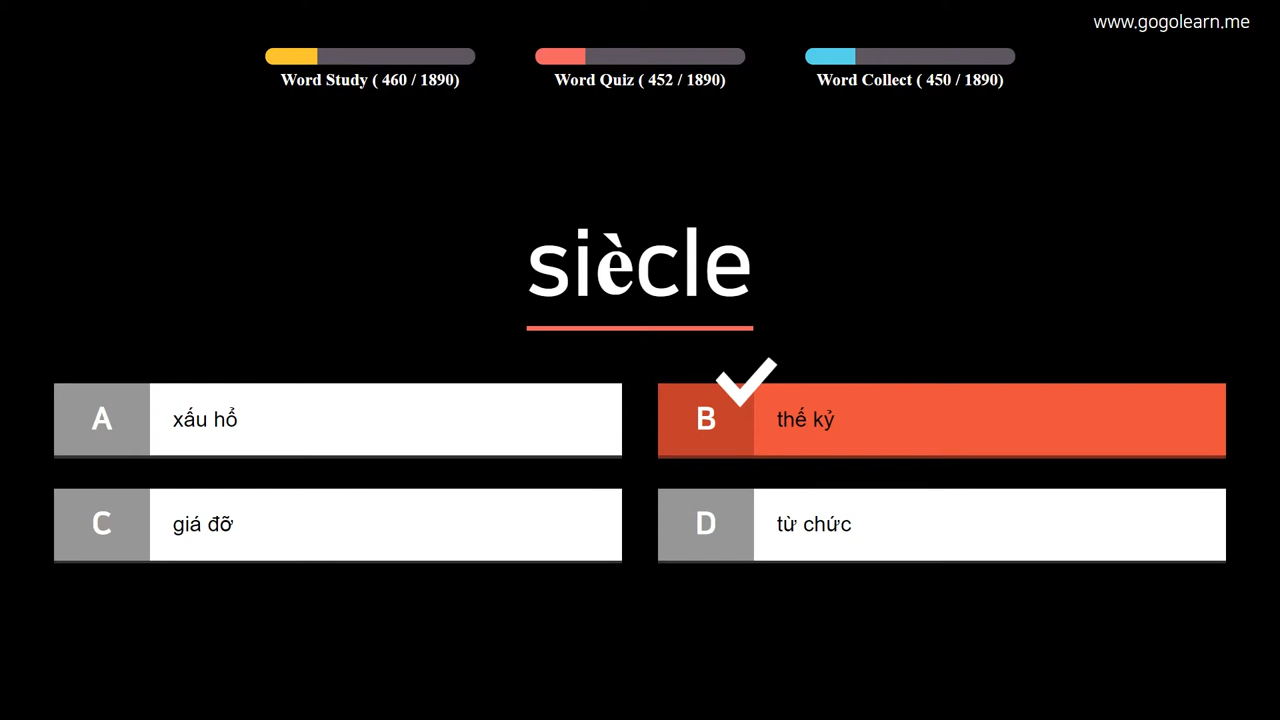 www.gogolearn.me
Word Study ( 460 / 1890)
Word Quiz ( 452 / 1890)
Word Collect ( 450 / 1890)
siècle
A xấu hổ
B thế kỷ
C giá đỡ
D từ chức